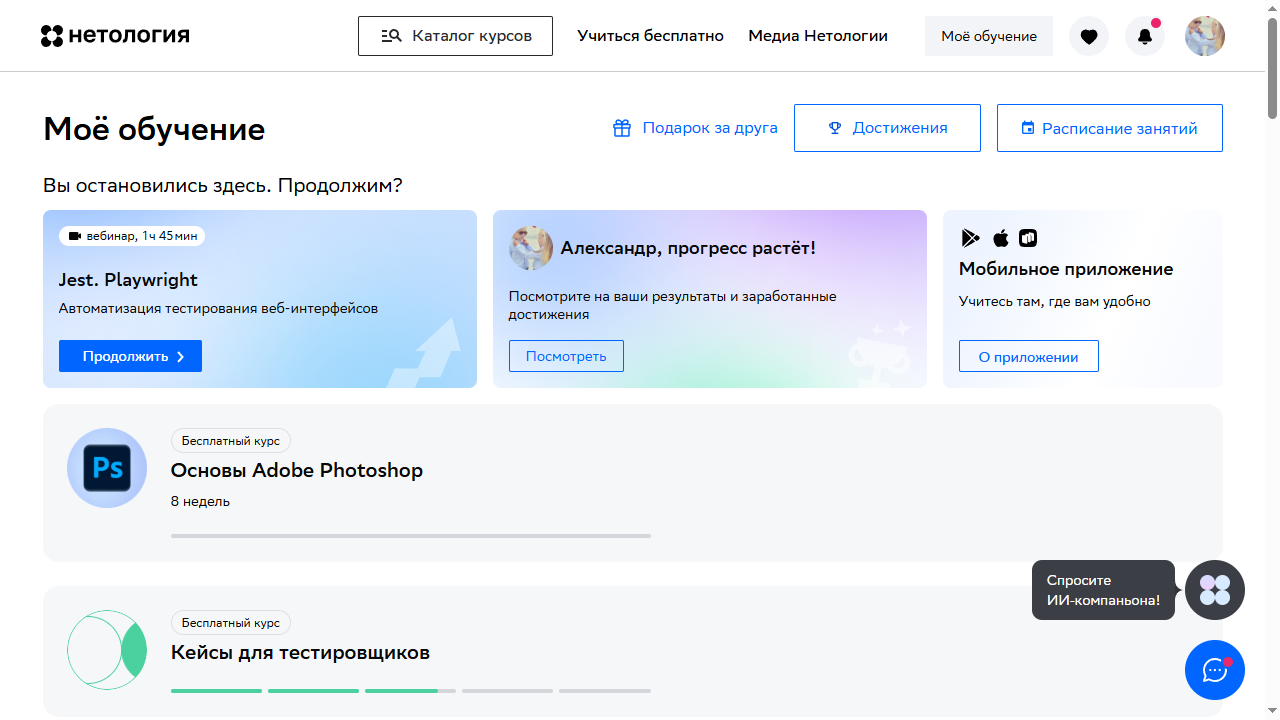 нетология
Каталог курсов
Учиться бесплатно
Медиа Нетологии
Моё обучение
Моё обучение
Подарок за друга
Достижения
Расписание занятий
Вы остановились здесь. Продолжим?
вебинар, 1 ч 45 мин
Jest. Playwright
Автоматизация тестирования веб-интерфейсов
Продолжить
Александр, прогресс растёт!
Посмотрите на ваши результаты и заработанные
достижения
Посмотреть
Мобильное приложение
Учитесь там, где вам удобно
О приложении
Ps
Бесплатный курс
Основы Adobe Photoshop
8 недель
Бесплатный курс
Кейсы для тестировщиков
Спросите
ИИ-компаньона!